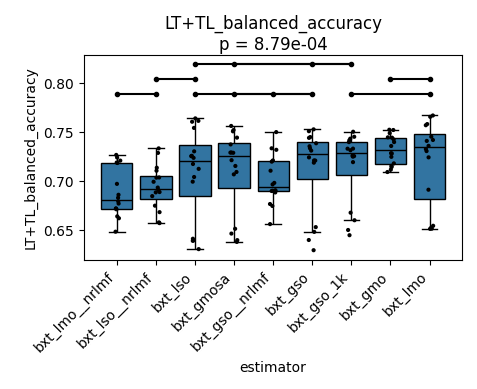 LT+TL_balanced_accuracy
p = 8.79e-04
LT+TL_balanced_accuracy
0.80
0.75
0.70
0.65
bxt_lmo__nrlmf
bxt_lso__nrlmf
bxt_lso
bxt_gmosa
bxt_gso__nrlmf
bxt_gso
bxt_gso_1k
bxt_gmo
bxt_lmo
estimator